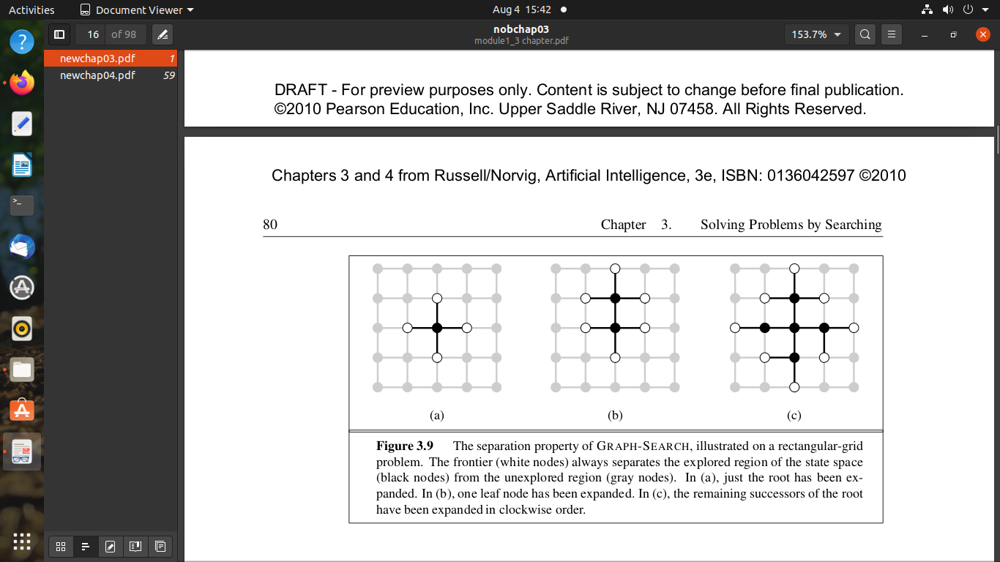 Activities
Document Viewer
Aug 4 15:42
16
of 98
nobchap03
module1_3 chapter.pdf
153.7%
newchap03.pdf 1
newchap04.pdf 59
DRAFT - For preview purposes only. Content is subject to change before final publication.
©2010 Pearson Education, Inc. Upper Saddle River, NJ 07458. All Rights Reserved.
Chapters 3 and 4 from Russell/Norvig, Artificial Intelligence, 3e, ISBN: 0136042597 ©2010
80 Chapter 3. Solving Problems by Searching
(a) (b) (c)
Figure 3.9 The separation property of GRAPH-SEARCH, illustrated on a rectangular-grid
problem. The frontier (white nodes) always separates the explored region of the state space
(black nodes) from the unexplored region (gray nodes). In (a), just the root has been ex-
panded. In (b), one leaf node has been expanded. In (c), the remaining successors of the root
have been expanded in clockwise order.